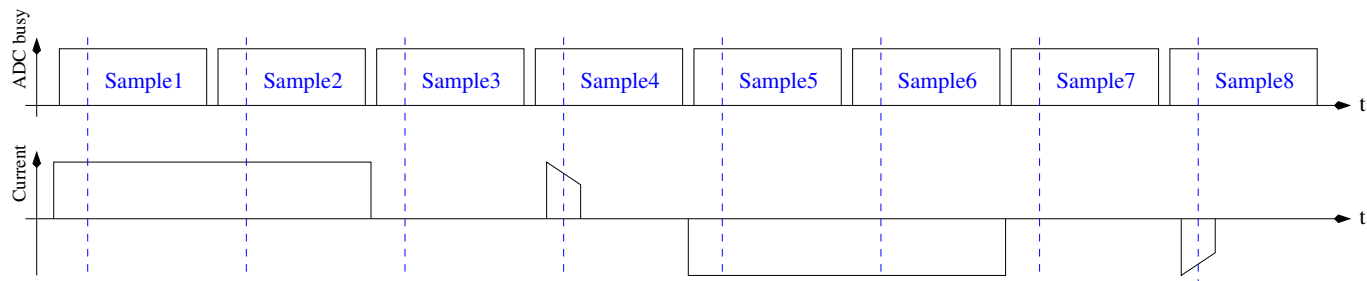 ADC busy
Sample1 Sample2 Sample3 Sample4 Sample5 Sample6 Sample7 Sample8
t
Current
t